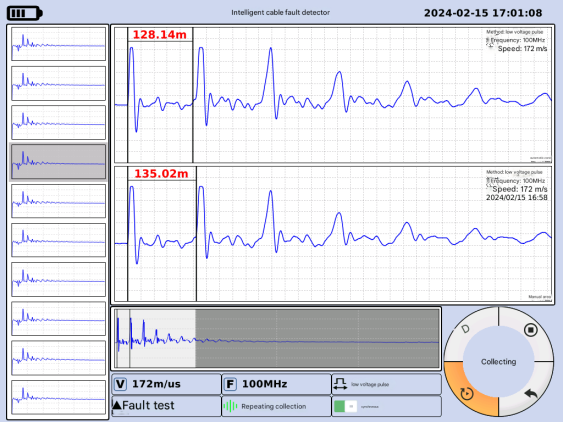 Intelligent cable fault detector
2024-02-15 17:01:08
128.14m
Method: low voltage pulse
Frequency: 100MHz
Speed: 172 m/s
135.02m
Method: low voltage pulse
Frequency: 100MHz
Speed: 172 m/s
2024/02/15 16:58
Manual area
D
Collecting
V 172m/us
F 100MHz
low voltage pulse
Fault test
Repeating collection